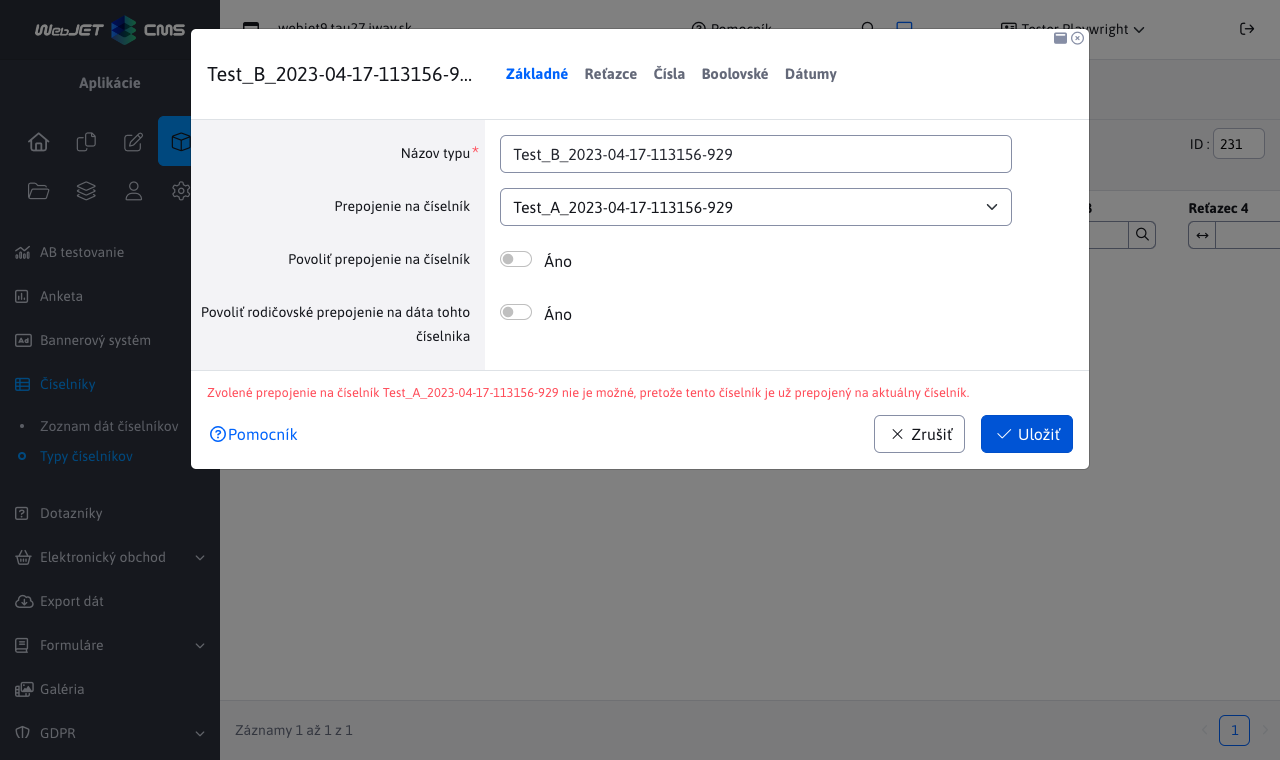 WebJET CMS
webjet9.tau27.iway.sk
Pomocník
Tester Playwright
Aplikácie
ID :
231
Reťazec 4
AB testovanie
Anketa
Bannerový systém
Číselníky
Zoznam dát číselníkov
Typy číselníkov
Dotazníky
Elektronický obchod
Export dát
Formuláre
Galéria
GDPR
Test_B_2023-04-17-113156-9...
Základné
Reťazce
Čísla
Boolovské
Dátumy
Názov typu*
Test_B_2023-04-17-113156-929
Prepojenie na číselník
Test_A_2023-04-17-113156-929
Povoliť prepojenie na číselník
Áno
Povoliť rodičovské prepojenie na dáta tohto
číselnika
Áno
Zvolené prepojenie na číselník Test_A_2023-04-17-113156-929 nie je možné, pretože tento číselník je už prepojený na aktuálny číselník.
Pomocník
Zrušiť
Uložiť
Záznamy 1 až 1 z 1
1